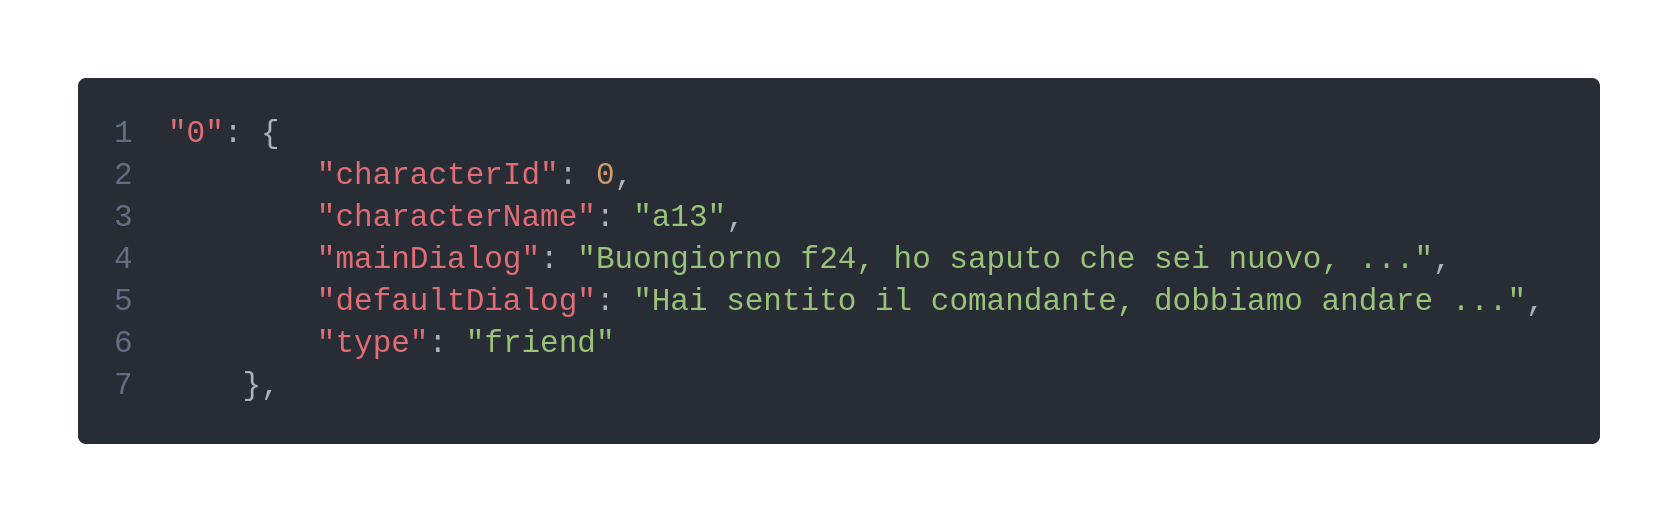 1 "0": {
2 "characterId": 0,
3 "characterName": "a13",
4 "mainDialog": "Buongiorno f24, ho saputo che sei nuovo, ...",
5 "defaultDialog": "Hai sentito il comandante, dobbiamo andare ...",
6 "type": "friend"
7 },